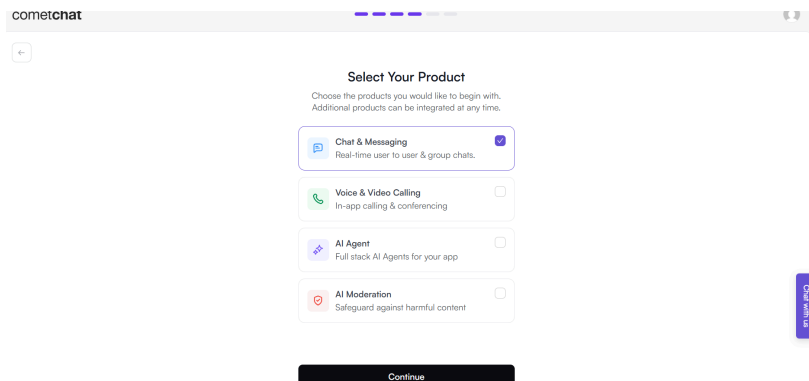 cometchat
Select Your Product
Choose the products you would like to begin with.
Additional products can be integrated at any time.
Chat & Messaging
Real-time user to user & group chats.
Voice & Video Calling
In-app calling & conferencing
AI Agent
Full stack AI Agents for your app
AI Moderation
Safeguard against harmful content
Chat with us
Continue